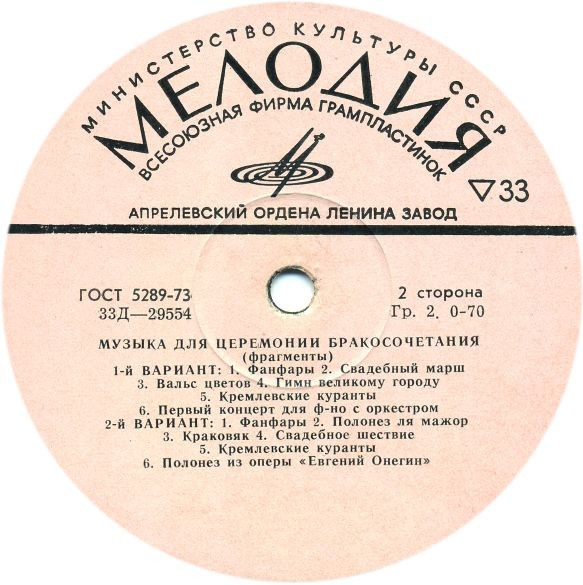 МИНИСТЕРСТВО КУЛЬТУРЫ СССР
МЕЛОДИЯ
ВСЕСОЮЗНАЯ ФИРМА ГРАМПЛАСТИНОК
▽33
АПРЕЛЕВСКИЙ ОРДЕНА ЛЕНИНА ЗАВОД
ГОСТ 5289-73
33Д—29554
2 сторона
Гр. 2. 0-70
МУЗЫКА ДЛЯ ЦЕРЕМОНИИ БРАКОСОЧЕТАНИЯ
(фрагменты)
1-й ВАРИАНТ: 1. Фанфары 2. Свадебный марш
3. Вальс цветов 4. Гимн великому городу
5. Кремлевские куранты
6. Первый концерт для ф-но с оркестром
2-й ВАРИАНТ: 1. Фанфары 2. Полонез ля мажор
3. Краковяк 4. Свадебное шествие
5. Кремлевские куранты
6. Полонез из оперы «Евгений Онегин»